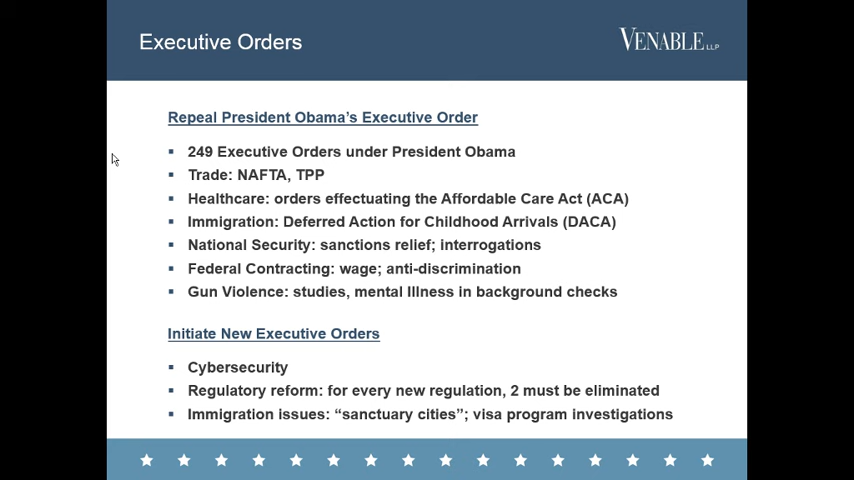 Executive Orders
VENABLE LLP
Repeal President Obama's Executive Order
249 Executive Orders under President Obama
Trade: NAFTA, TPP
Healthcare: orders effectuating the Affordable Care Act (ACA)
Immigration: Deferred Action for Childhood Arrivals (DACA)
National Security: sanctions relief; interrogations
Federal Contracting: wage; anti-discrimination
Gun Violence: studies, mental Illness in background checks
Initiate New Executive Orders
Cybersecurity
Regulatory reform: for every new regulation, 2 must be eliminated
Immigration issues: “sanctuary cities”; visa program investigations